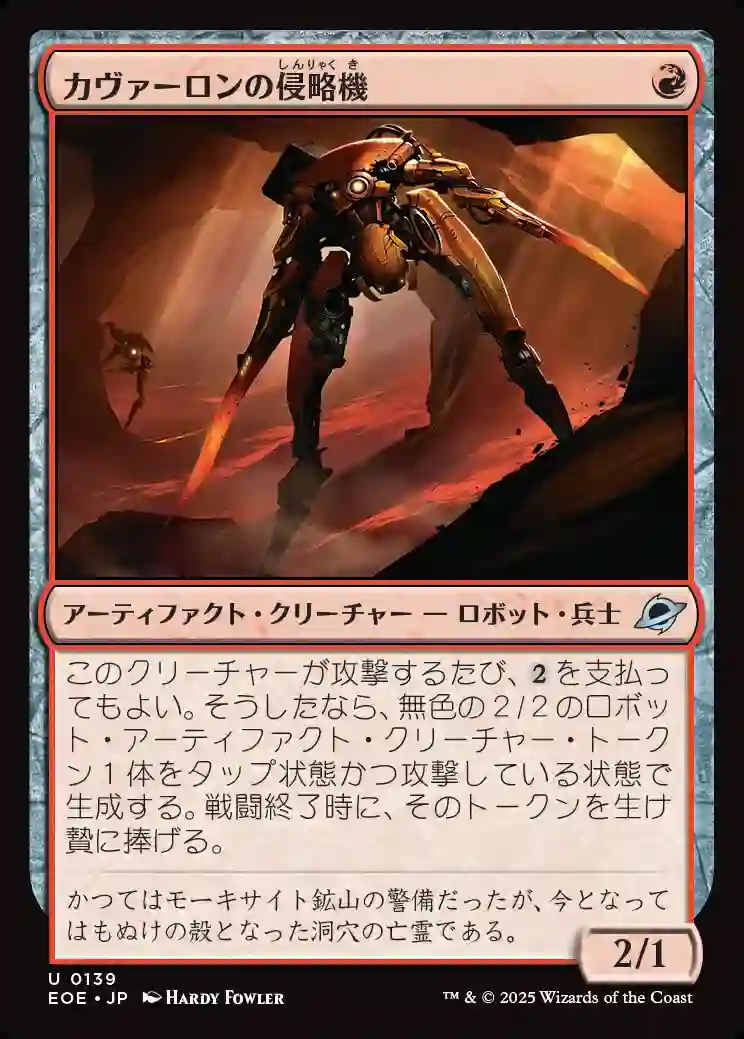 しんりゃく き
カヴァーロンの侵略機
アーティファクト・クリーチャー — ロボット・兵士
このクリーチャーが攻撃するたび、2を支払っ
てもよい。そうしたなら、無色の2/2のロボッ
ト・アーティファクト・クリーチャー・トーク
ン1体をタップ状態かつ攻撃している状態で
生成する。戦闘終了時に、そのトークンを生け
贄に捧げる。
かつてはモーキサイト鉱山の警備だったが、今となって
はもぬけの殻となった洞穴の亡霊である。
2/1
U 0139
EOE • JP Hardy Fowler
™ & © 2025 Wizards of the Coast